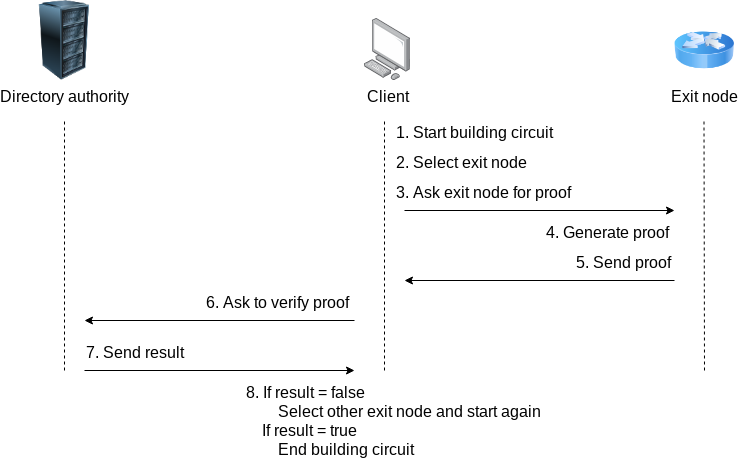 Directory authority
Client
Exit node
1. Start building circuit
2. Select exit node
3. Ask exit node for proof
4. Generate proof
5. Send proof
6. Ask to verify proof
7. Send result
8. If result = false
Select other exit node and start again
If result = true
End building circuit